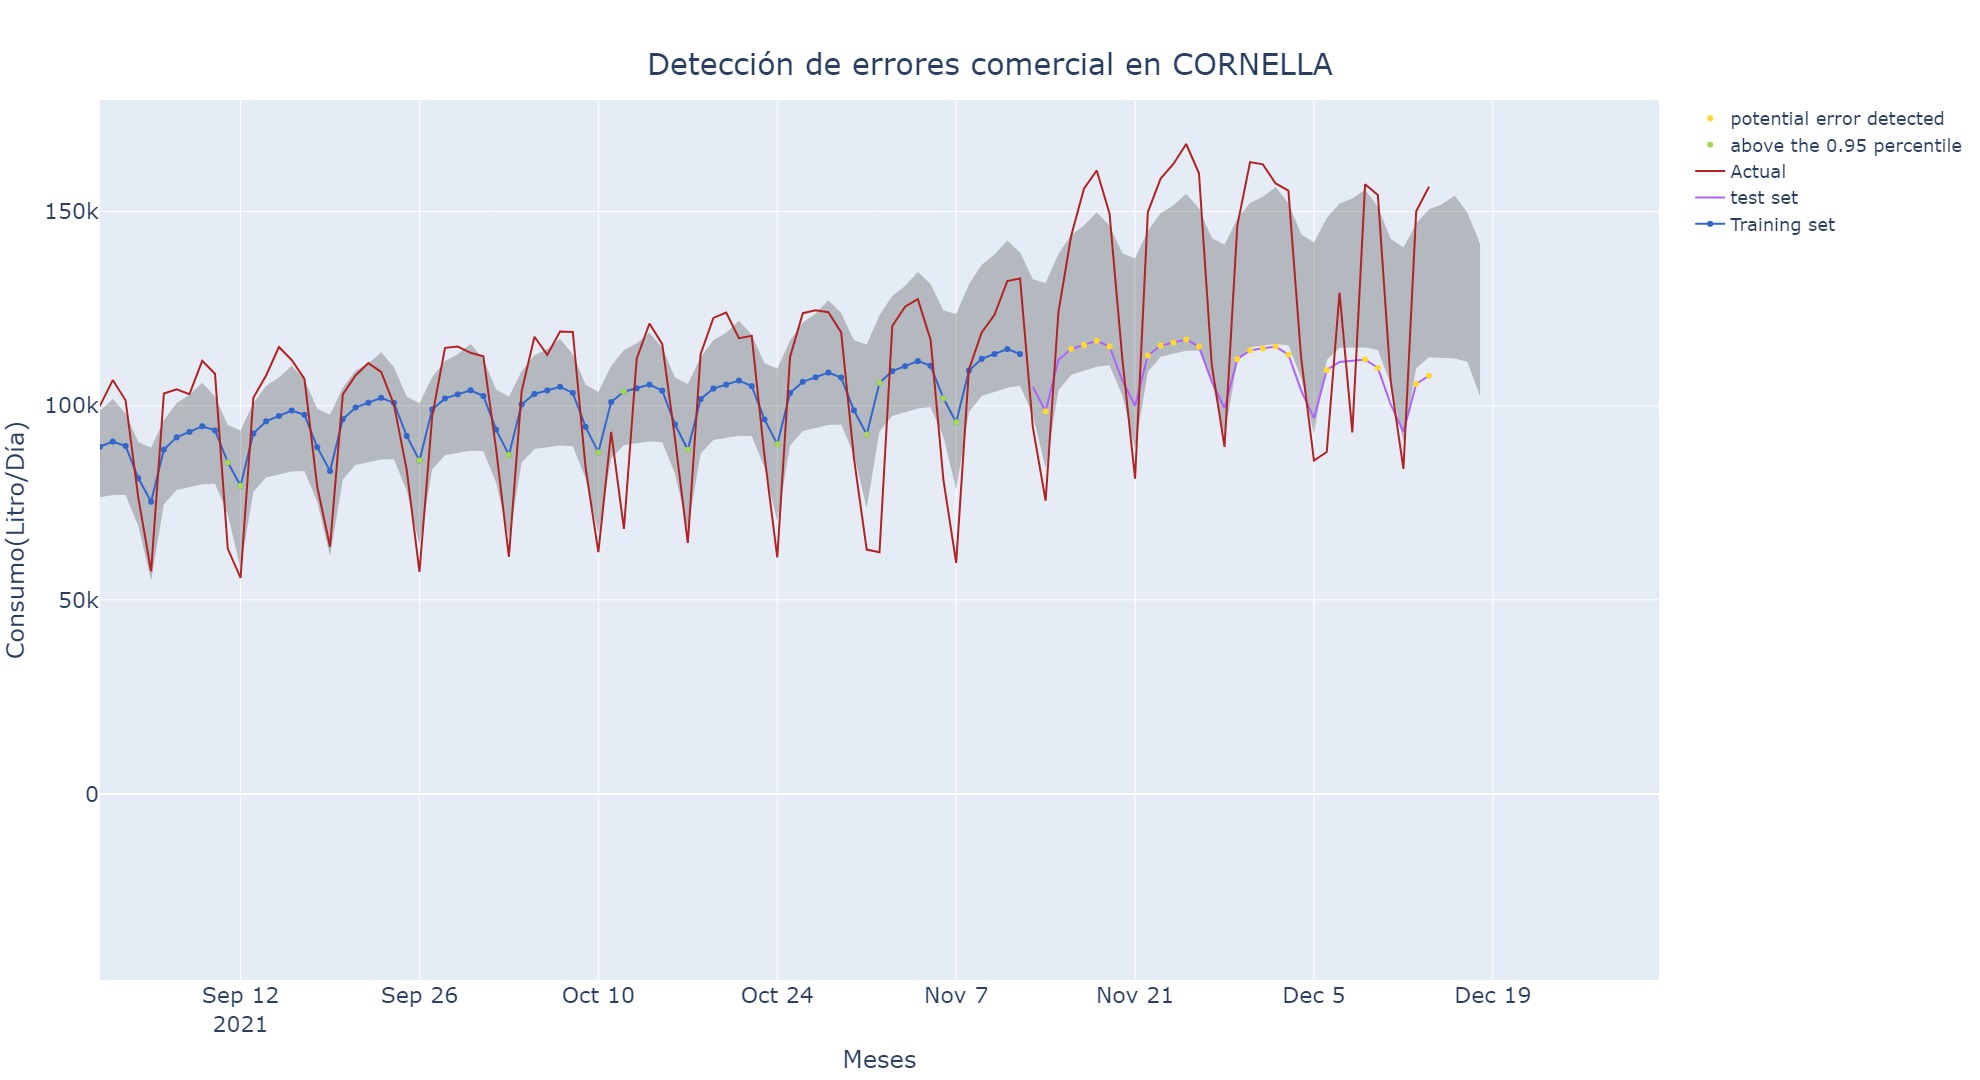 Detección de errores comercial en CORNELLA
potential error detected
above the 0.95 percentile
Actual
test set
Training set
150k
100k
50k
0
Consumo(Litro/Día)
Sep 12
2021
Sep 26
Oct 10
Oct 24
Nov 7
Nov 21
Dec 5
Dec 19
Meses